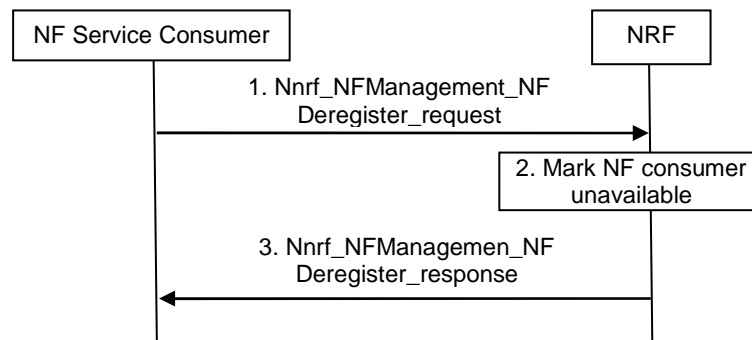 NF Service Consumer
NRF
1. Nnrf_NFManagement_NF
Deregister_request
2. Mark NF consumer
unavailable
3. Nnrf_NFManagemen_NF
Deregister_response